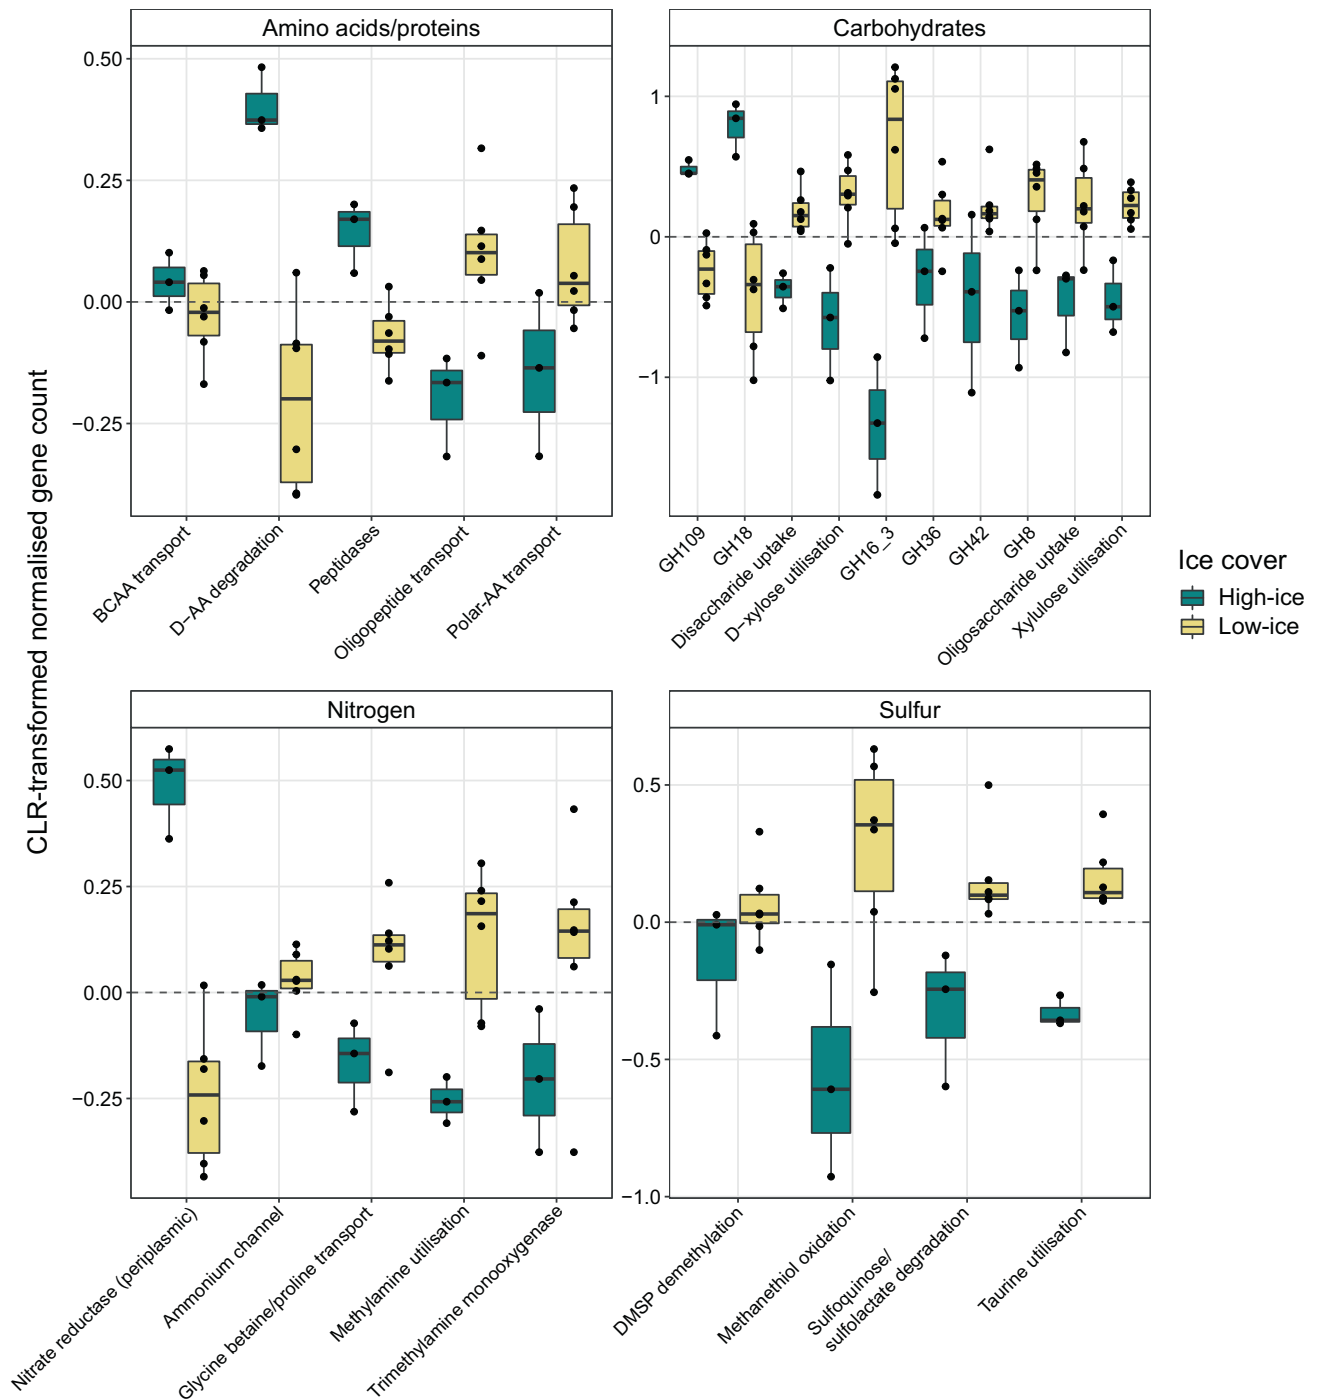 Amino acids/proteins
Carbohydrates
CLR-transformed normalised gene count
0.50
0.25
0.00
−0.25
BCAA transport
D−AA degradation
Peptidases
Oligopeptide transport
Polar−AA transport
1
0
−1
GH109
GH18
Disaccharide uptake
D−xylose utilisation
GH16_3
GH36
GH42
GH8
Oligosaccharide uptake
Xylulose utilisation
Ice cover
High-ice
Low-ice
Nitrogen
Sulfur
0.50
0.25
0.00
−0.25
Nitrate reductase (periplasmic)
Ammonium channel
Glycine betaine/proline transport
Methylamine utilisation
Trimethylamine monooxygenase
0.5
0.0
−0.5
−1.0
DMSP demethylation
Methanethiol oxidation
Sulfoquinose/
sulfolactate degradation
Taurine utilisation